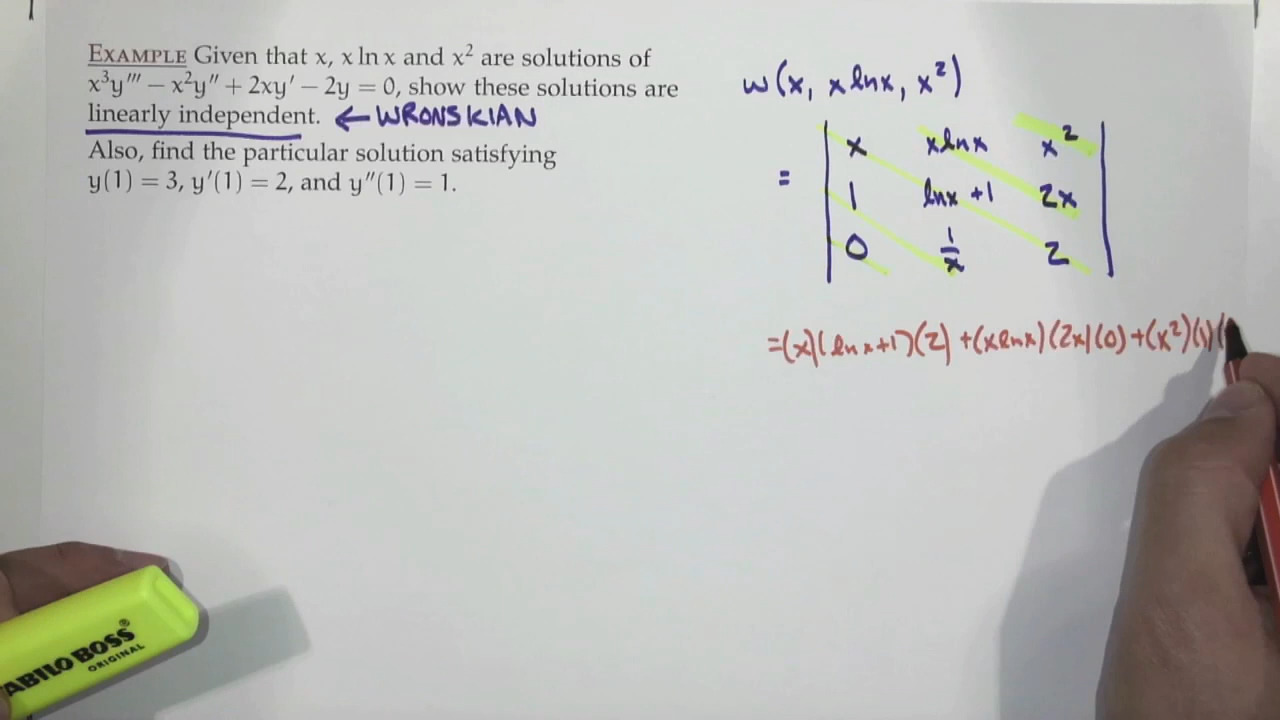 EXAMPLE Given that x, x ln x and x² are solutions of
x³y‴ − x²y″ + 2xy′ − 2y = 0, show these solutions are
linearly independent. ← WRONSKIAN
Also, find the particular solution satisfying
y(1) = 3, y′(1) = 2, and y″(1) = 1.
W(x, x ln x, x²)
= | x x ln x x² |
| 1 ln x + 1 2x |
| 0 1/x 2 |
= (x)(ln x + 1)(2) + (x ln x)(2x)(0) + (x²)(1)(
ABILO BOSS®
ORIGINAL